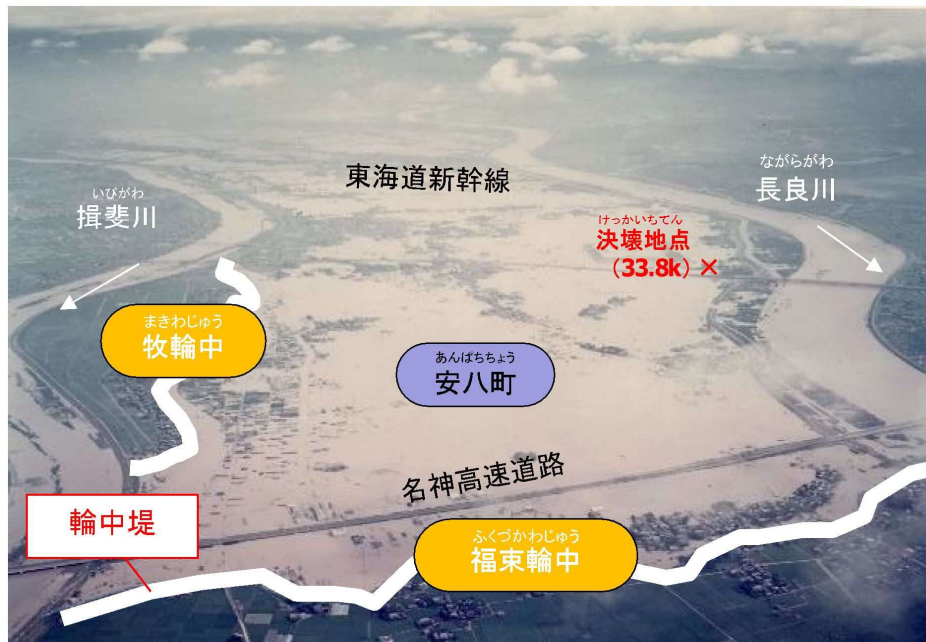 東海道新幹線
ながらがわ
長良川
いびがわ
揖斐川
けっかいちてん
決壊地点
(33.8k) ×
まきわじゅう
牧輪中
あんぱちちょう
安八町
名神高速道路
輪中堤
ふくづかわじゅう
福束輪中